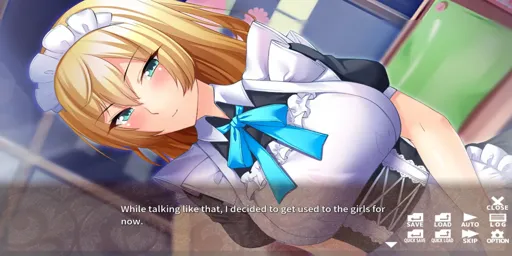 While talking like that, I decided to get used to the girls for
now.
CLOSE
SAVE LOAD AUTO LOG
QUICK SAVE QUICK LOAD SKIP OPTION